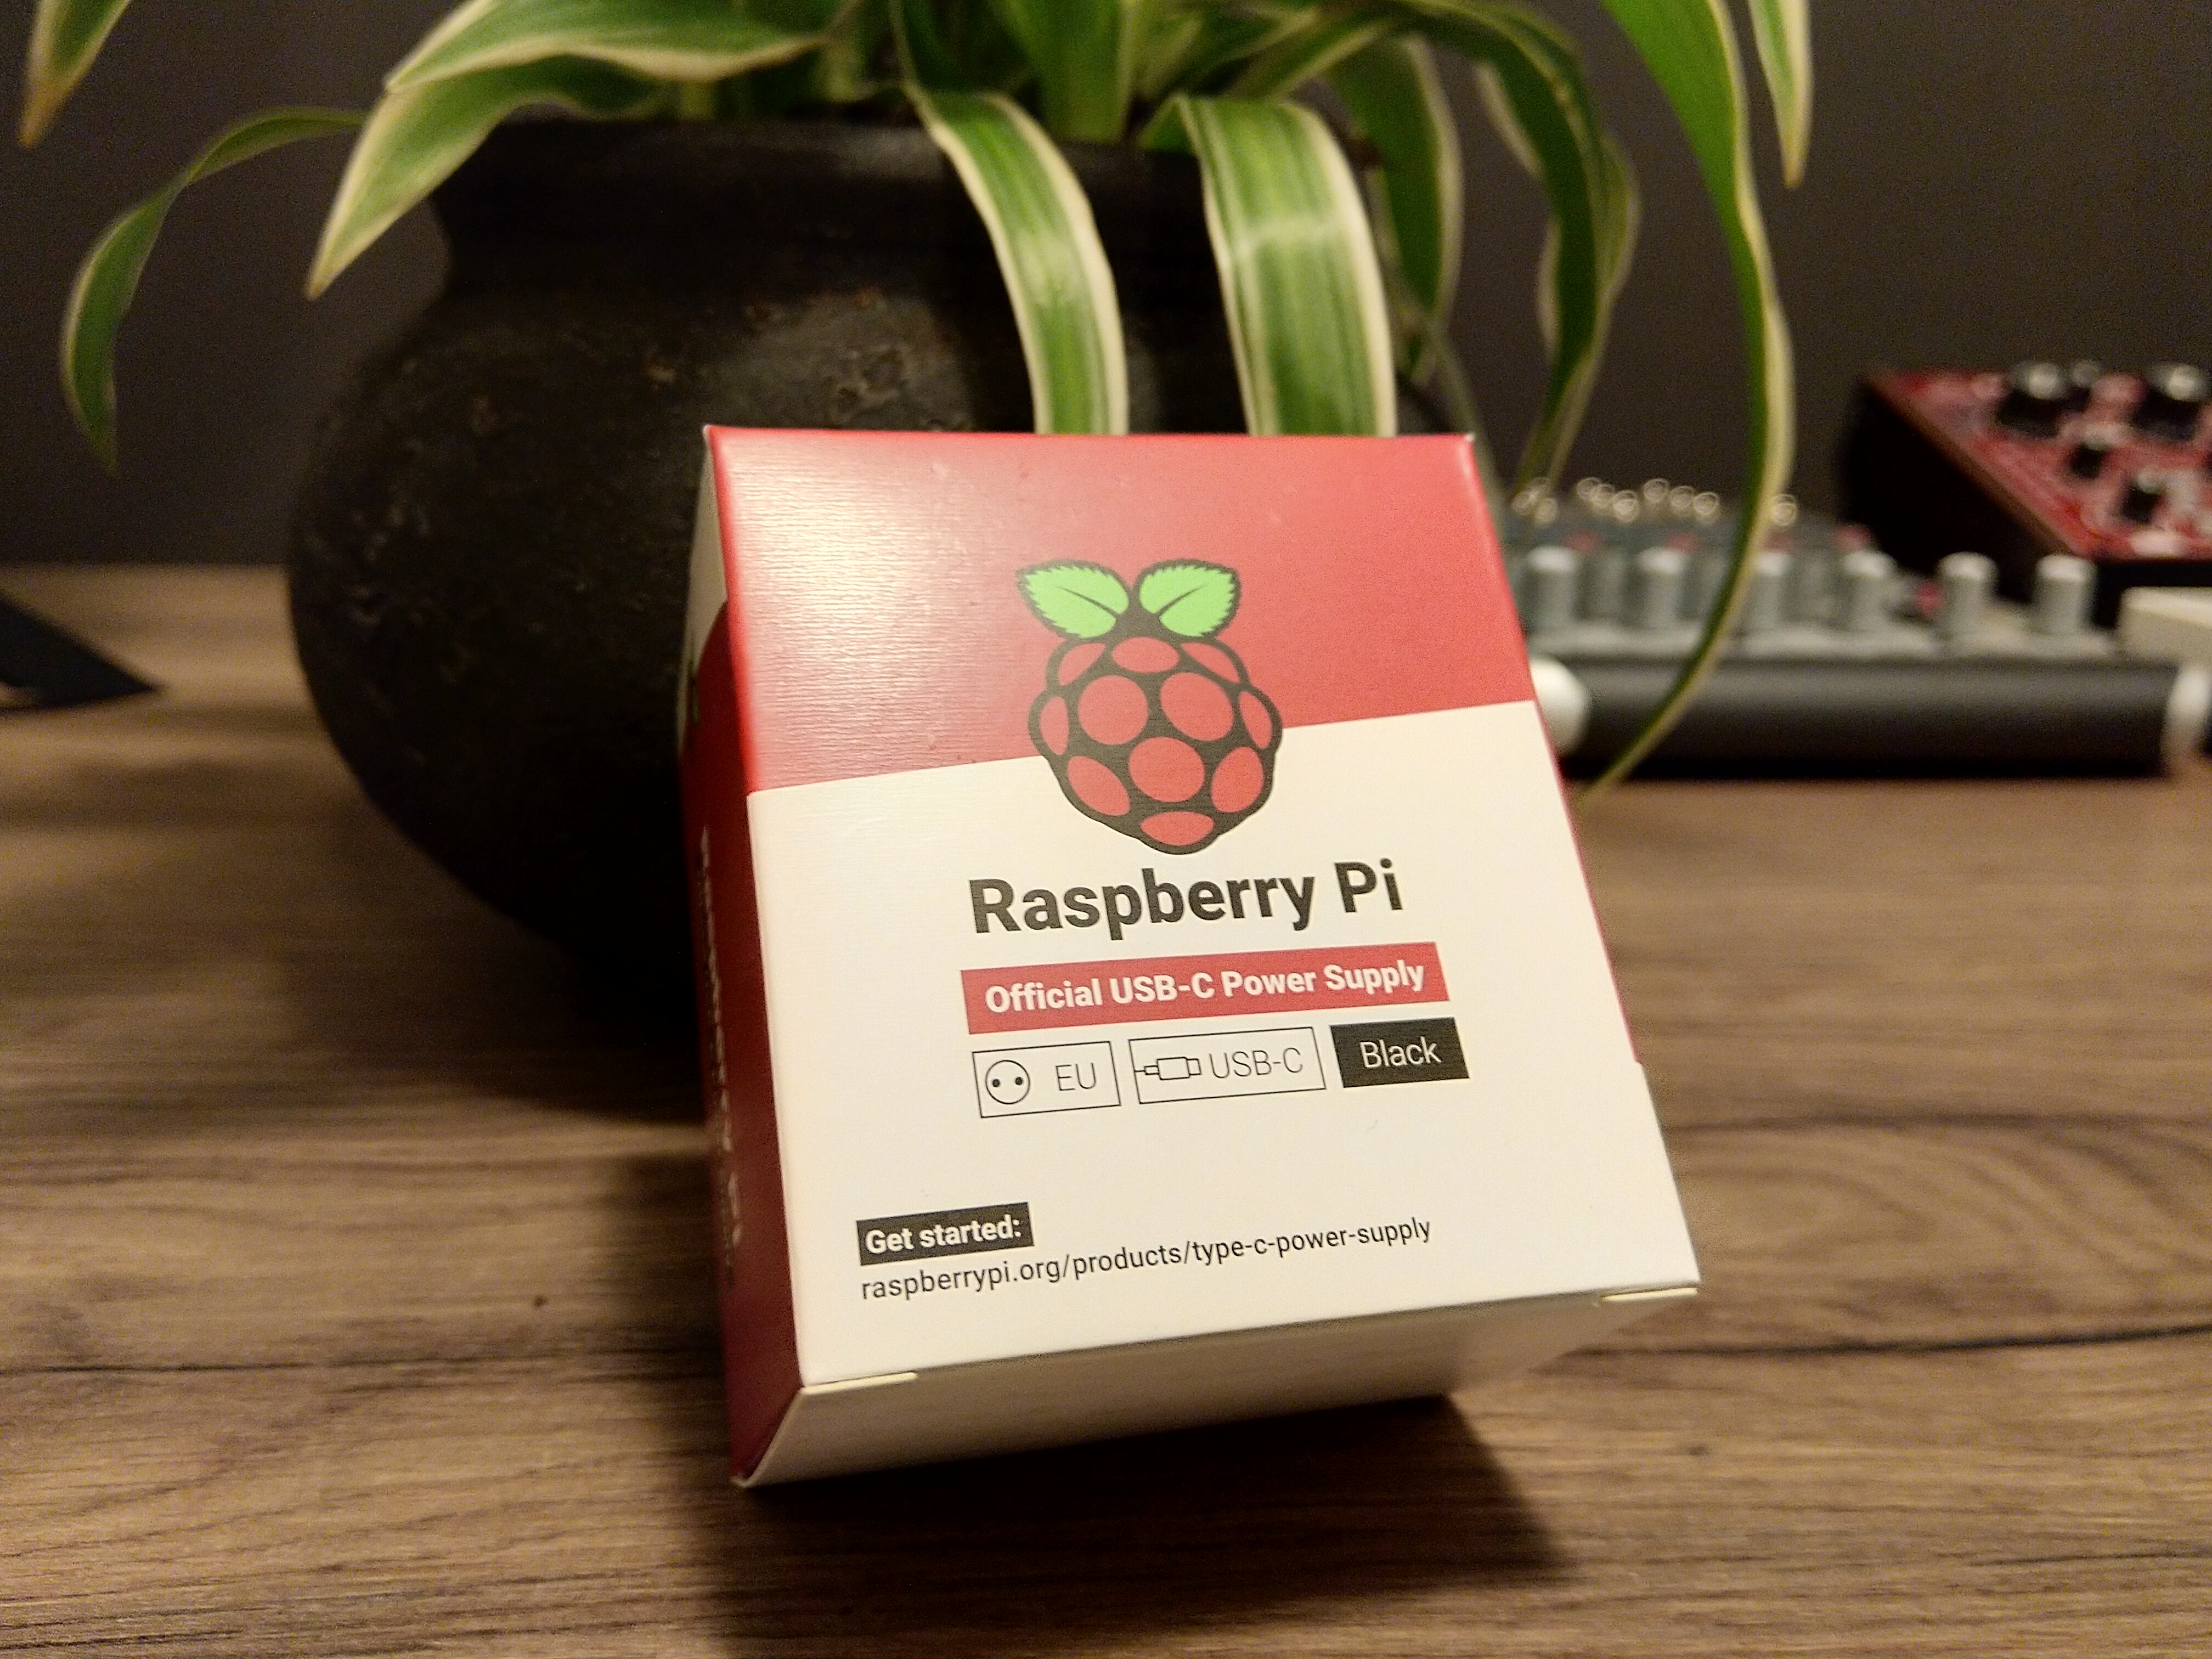 Raspberry Pi
Official USB-C Power Supply
EU
USB-C
Black
Get started:
raspberrypi.org/products/type-c-power-supply